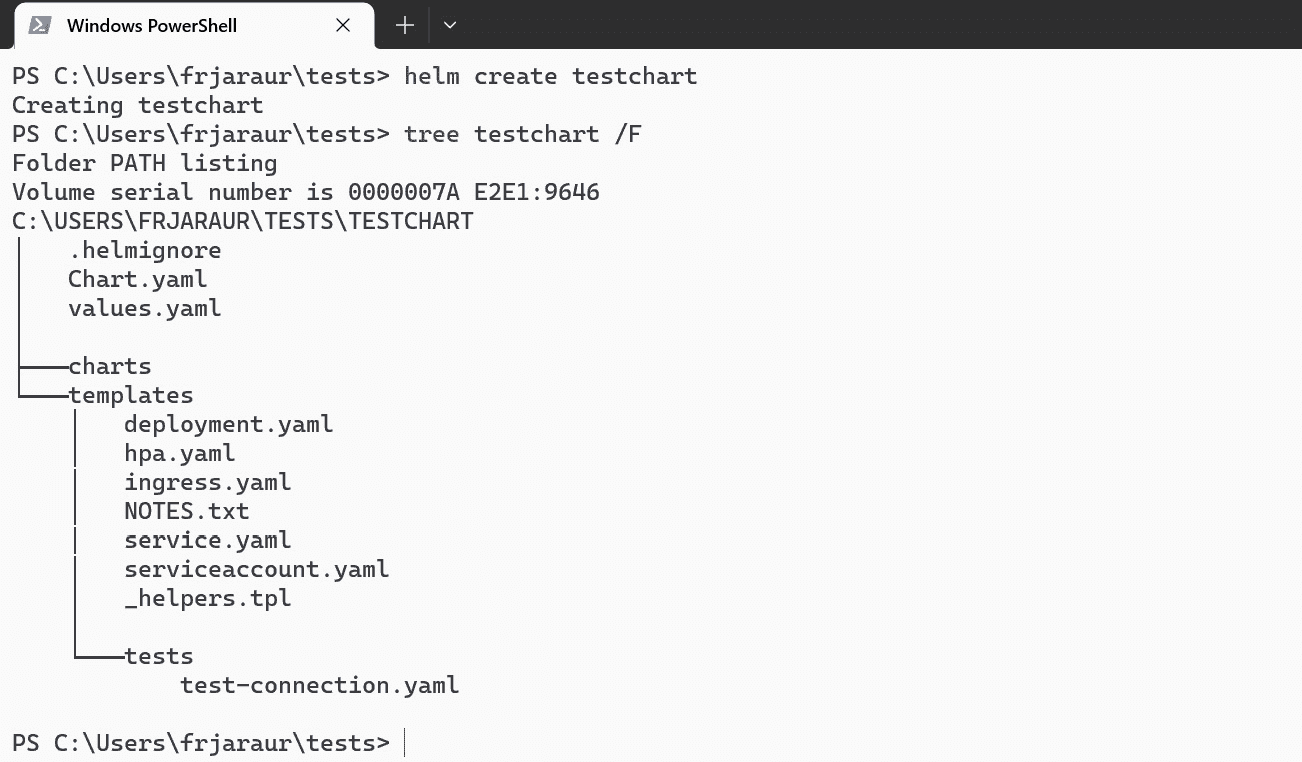 Windows PowerShell
PS C:\Users\frjaraur\tests> helm create testchart
Creating testchart
PS C:\Users\frjaraur\tests> tree testchart /F
Folder PATH listing
Volume serial number is 0000007A E2E1:9646
C:\USERS\FRJARAUR\TESTS\TESTCHART
.helmignore
Chart.yaml
values.yaml
charts
templates
deployment.yaml
hpa.yaml
ingress.yaml
NOTES.txt
service.yaml
serviceaccount.yaml
_helpers.tpl
tests
test-connection.yaml
PS C:\Users\frjaraur\tests>